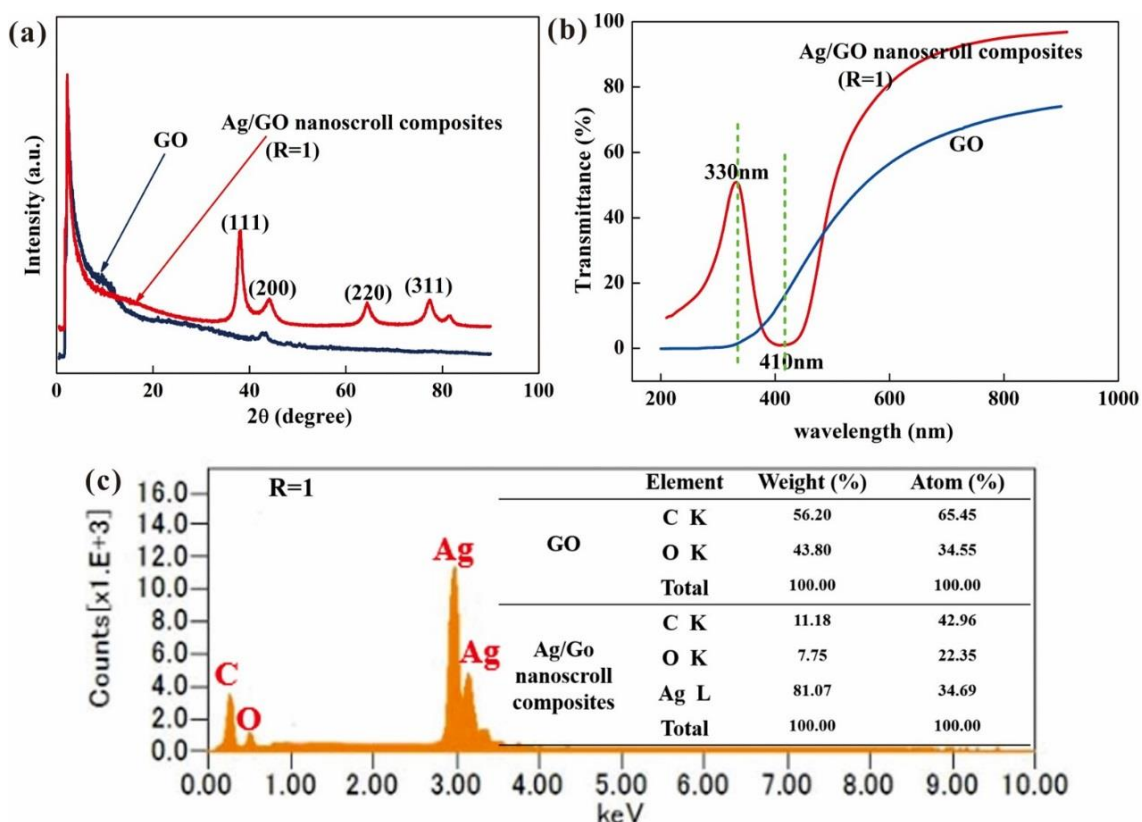 (a)
Intensity (a.u.)
GO
Ag/GO nanoscroll composites
(R=1)
(111)
(200)
(220)
(311)
0
20
40
60
80
100
2θ (degree)
(b)
Transmittance (%)
100
80
60
40
20
0
Ag/GO nanoscroll composites
(R=1)
GO
330nm
410nm
200
400
600
800
1000
wavelength (nm)
(c)
R=1
Counts[x1.E+3)
16.0
14.0
12.0
10.0
8.0
6.0
4.0
2.0
0.0
C
O
Ag
Ag
0.00 1.00 2.00 3.00 4.00 5.00 6.00 7.00 8.00 9.00 10.00
keV
Element Weight (%) Atom (%)
GO
C K 56.20 65.45
O K 43.80 34.55
Total 100.00 100.00
Ag/Go
nanoscroll
composites
C K 11.18 42.96
O K 7.75 22.35
Ag L 81.07 34.69
Total 100.00 100.00